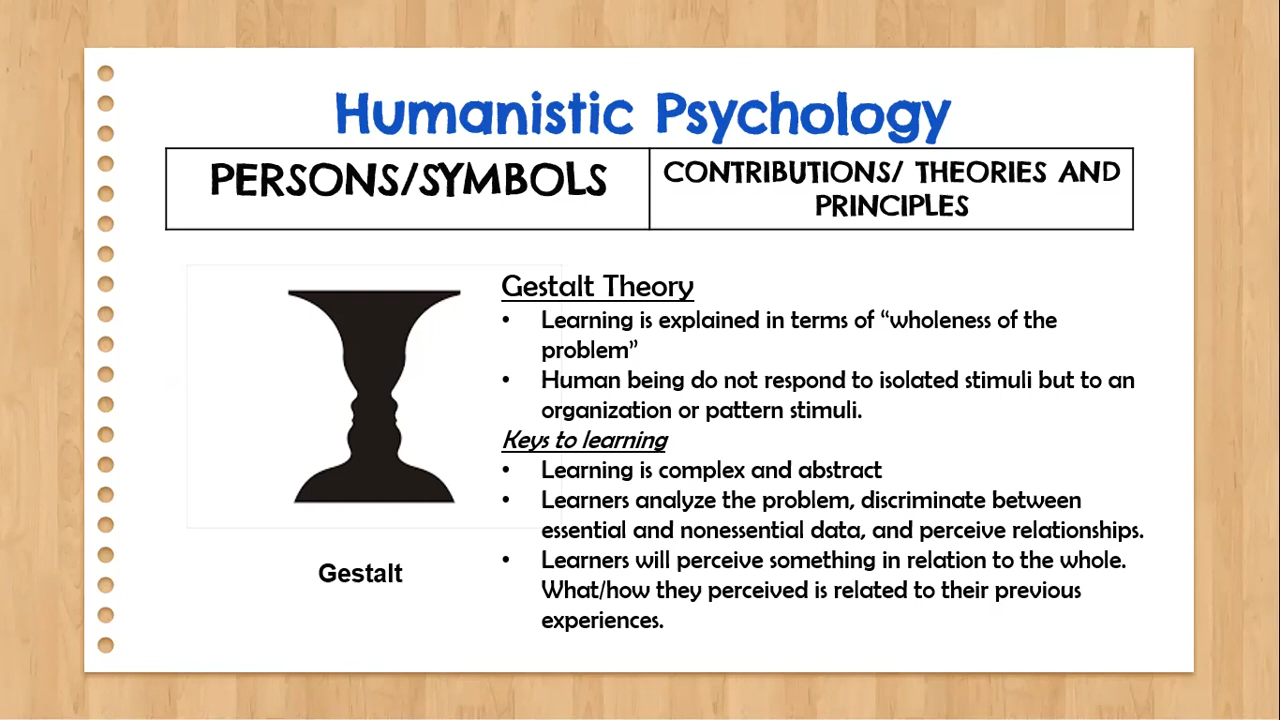 Humanistic Psychology
PERSONS/SYMBOLS
CONTRIBUTIONS/ THEORIES AND
PRINCIPLES
Gestalt Theory
• Learning is explained in terms of “wholeness of the
problem”
• Human being do not respond to isolated stimuli but to an
organization or pattern stimuli.
Keys to learning
• Learning is complex and abstract
• Learners analyze the problem, discriminate between
essential and nonessential data, and perceive relationships.
• Learners will perceive something in relation to the whole.
What/how they perceived is related to their previous
experiences.
Gestalt